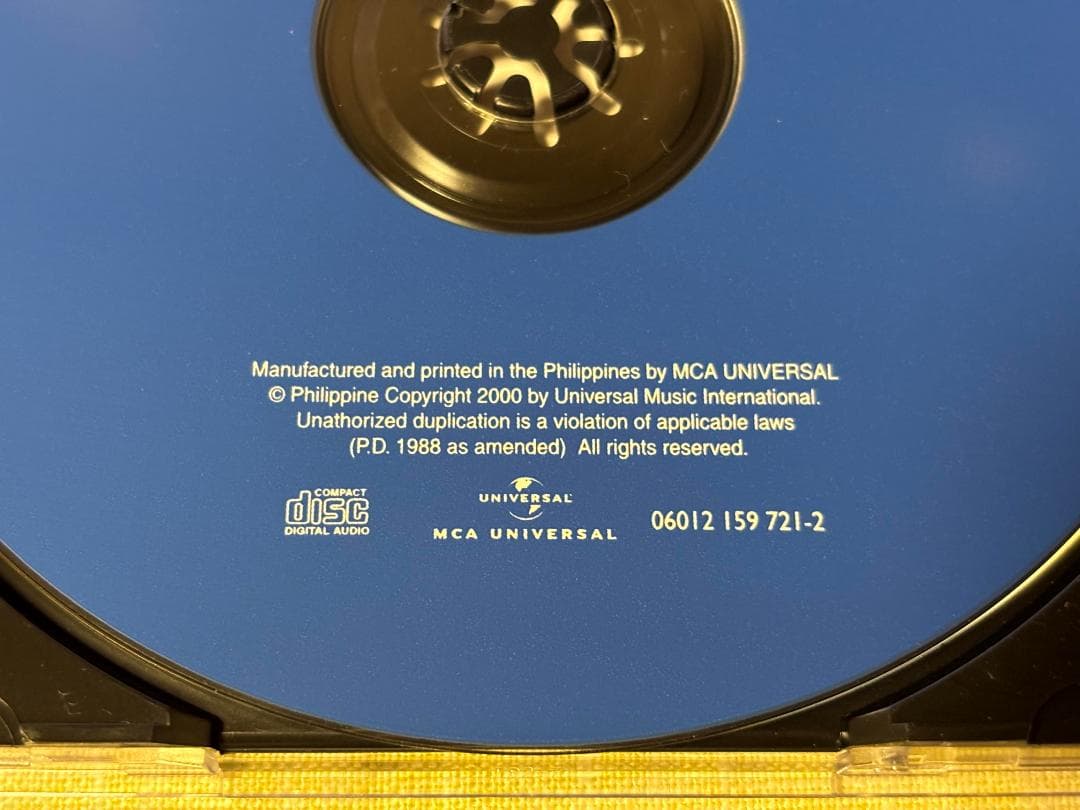 Manufactured and printed in the Philippines by MCA UNIVERSAL
© Philippine Copyright 2000 by Universal Music International.
Unathorized duplication is a violation of applicable laws
(P.D. 1988 as amended) All rights reserved.
COMPACT
disc
DIGITAL AUDIO
UNIVERSAL
MCA UNIVERSAL
06012 159 721-2